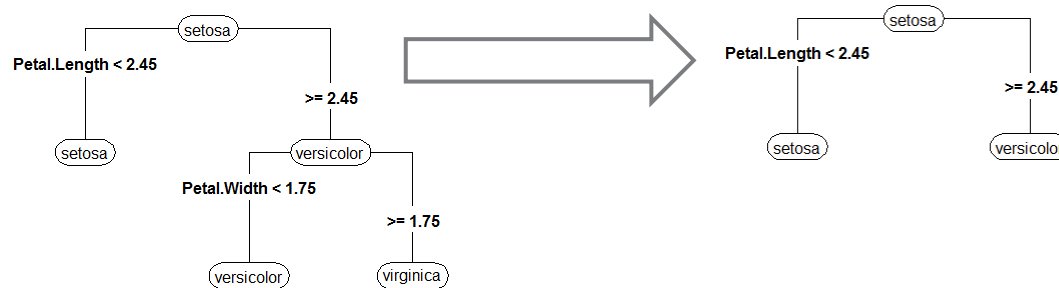 setosa
Petal.Length < 2.45
>= 2.45
setosa
versicolor
Petal.Width < 1.75
>= 1.75
versicolor
virginica
setosa
Petal.Length < 2.45
>= 2.45
setosa
versicolor